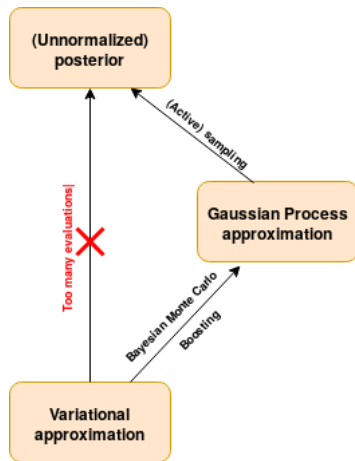 (Unnormalized)
posterior
(Active) sampling
Too many evaluations|
Gaussian Process
approximation
Bayesian Monte Carlo
Boosting
Variational
approximation